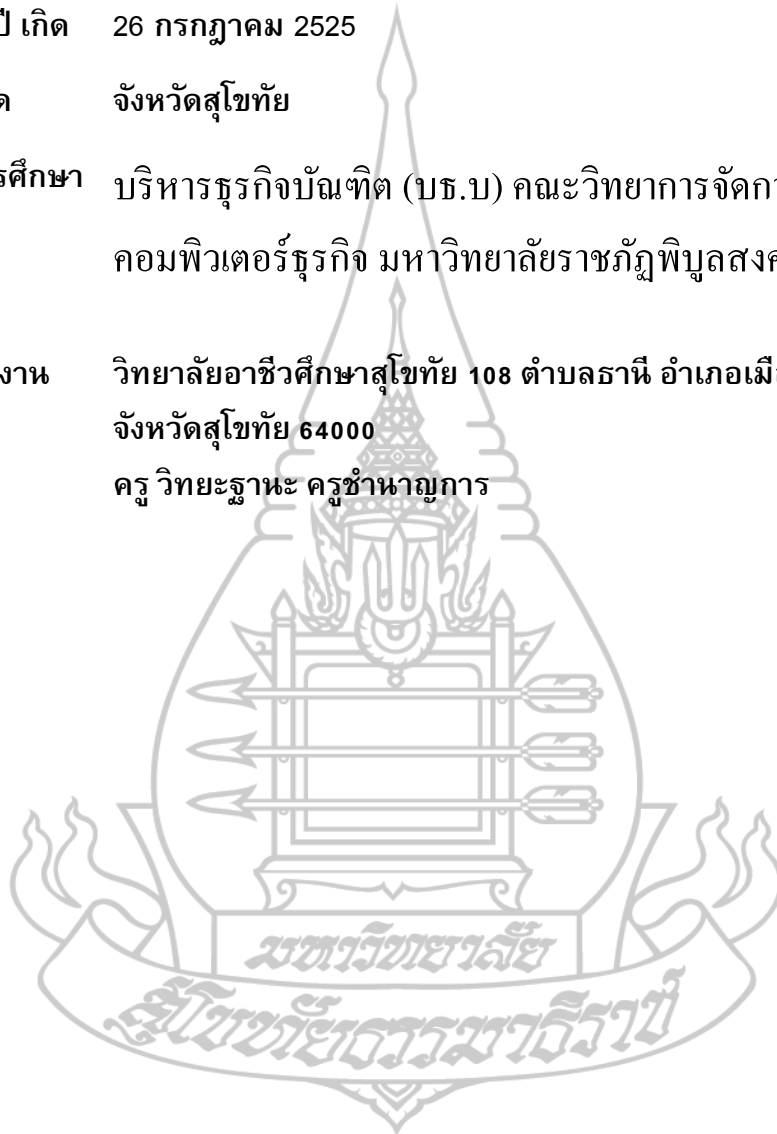 ปี เกิด 26 กรกฎาคม 2525
จังหวัดสุโขทัย
บริหารธุรกิจบัณฑิต (บธ.บ) คณะวิทยาการจัดกา
คอมพิวเตอร์ธุรกิจ มหาวิทยาลัยราชภัฏพิบูลสงค
วิทยาลัยอาชีวศึกษาสุโขทัย 108 ตำบลธานี อำเภอเมือ
จังหวัดสุโขทัย 64000
ครู วิทยะฐานะ ครูชำนาญการ
มหาวิทยาลัย
สุโขทัยธรรมาธิราช